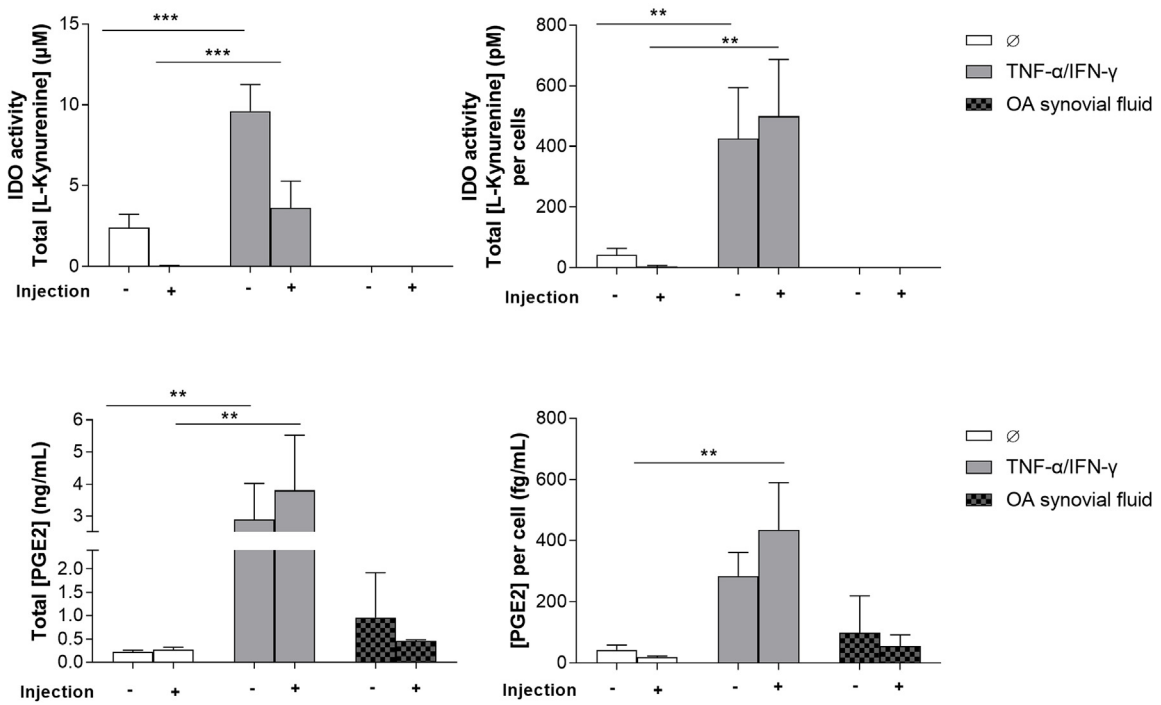 ***
***
15
10
5
0
IDO activity
Total [L-Kynurenine] (µM)
Injection - + - + - +
**
**
800
600
400
200
0
IDO activity
Total [L-Kynurenine] (pM)
per cells
Injection - + - + - +
∅
TNF-α/IFN-γ
OA synovial fluid
**
**
6
5
4
3
2.0
1.5
1.0
0.5
0.0
Total [PGE2] (ng/mL)
Injection - + - + - +
**
800
600
400
200
0
[PGE2] per cell (fg/mL)
Injection - + - + - +
∅
TNF-α/IFN-γ
OA synovial fluid